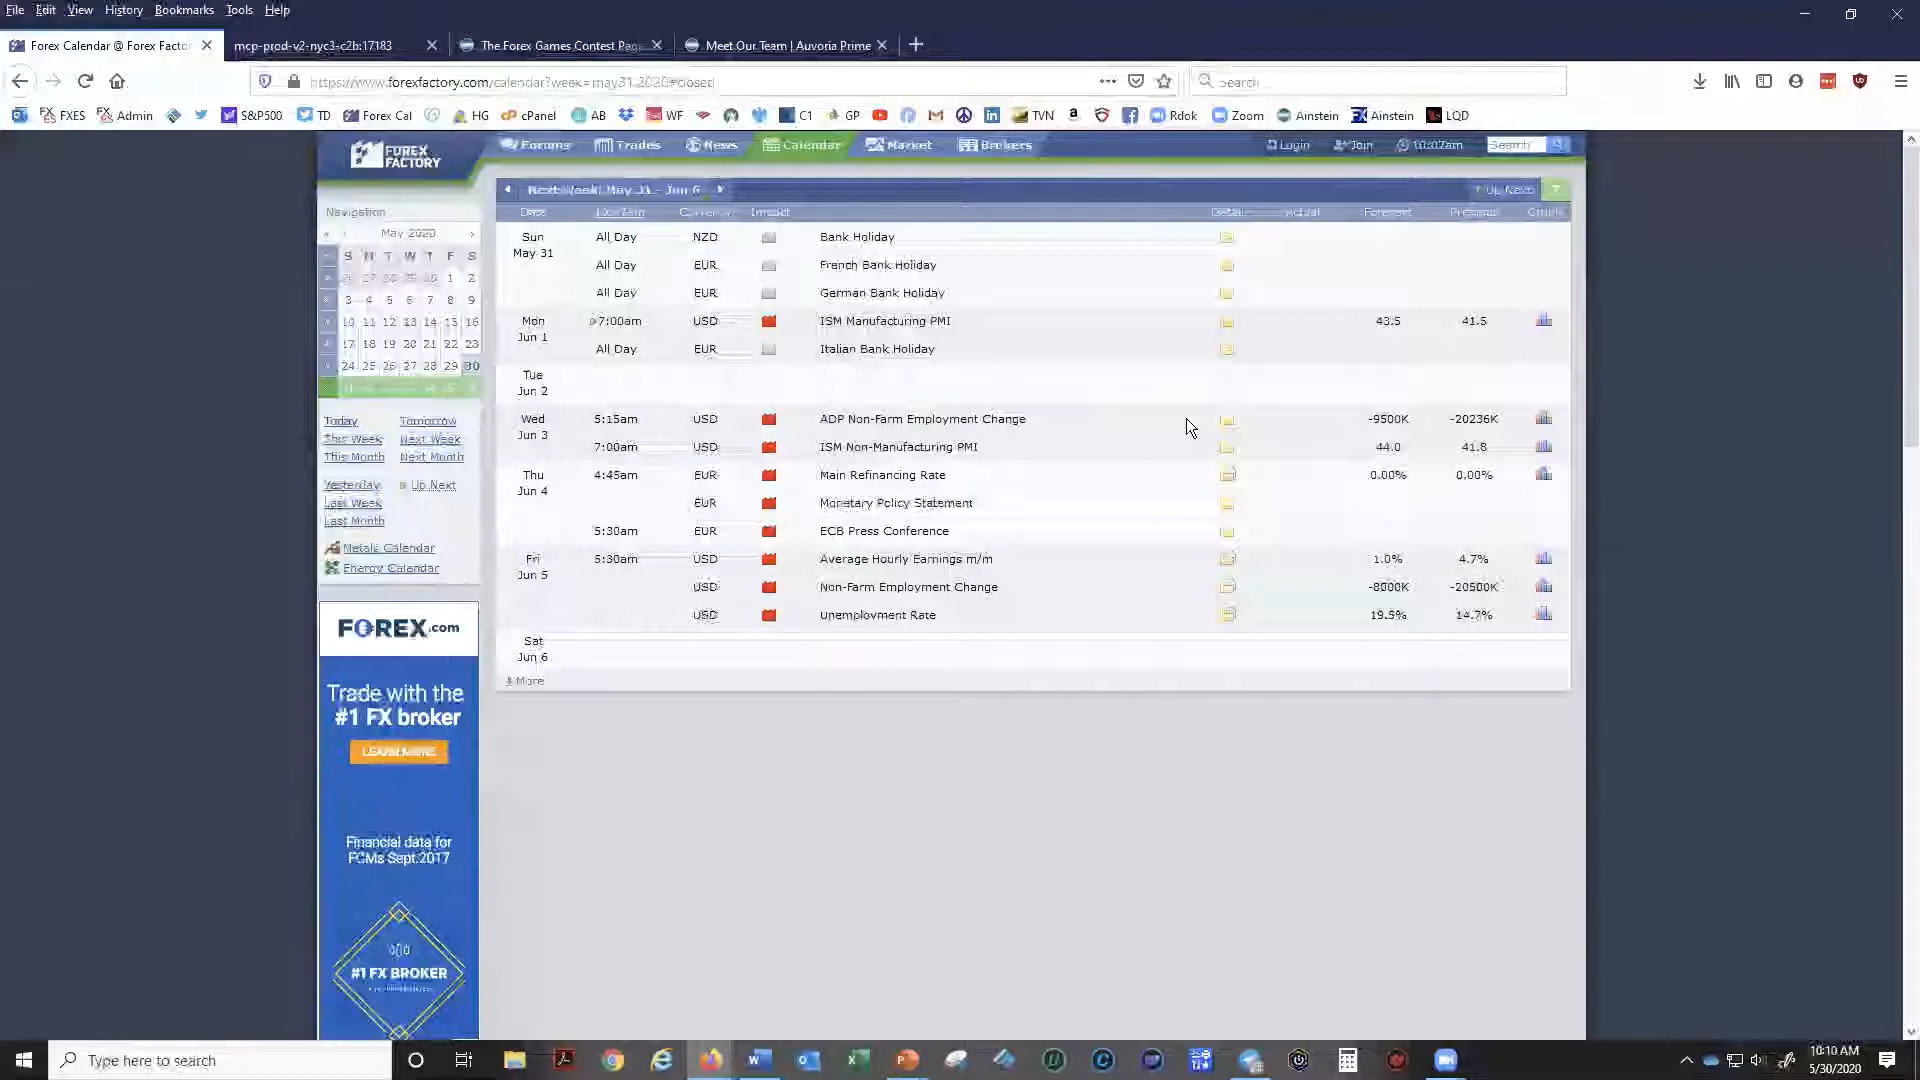 File Edit View History Bookmarks Tools Help
Forex Calendar @ Forex Factor
mcp-prod-v2-nyc3-c2b:17183
The Forex Games Contest Page
Meet Our Team | Auvoria Prime
https://www.forexfactory.com/calendar?week=may31.2020#closed
Search
FXES Admin S&P500 TD Forex Cal HG cPanel AB WF C1 GP TVN Rdok Zoom Ainstein Ainstein LQD
FOREX FACTORY
Forums Trades News Calendar Market Brokers Login Join 10:07am Search
Navigation
May 2020
S M T W T F S
26 27 28 29 30 1 2
3 4 5 6 7 8 9
10 11 12 13 14 15 16
17 18 19 20 21 22 23
24 25 26 27 28 29 30
Today Tomorrow
This Week Next Week
This Month Next Month
Yesterday Up Next
Last Week
Last Month
Metals Calendar
Energy Calendar
Next Week: May 31 - Jun 6 Up Next
Date Currency Impact Detail Actual Forecast Previous Graph
Sun May 31 All Day NZD Bank Holiday
All Day EUR French Bank Holiday
All Day EUR German Bank Holiday
Mon Jun 1 7:00am USD ISM Manufacturing PMI 43.5 41.5
All Day EUR Italian Bank Holiday
Tue Jun 2
Wed Jun 3 5:15am USD ADP Non-Farm Employment Change -9500K -20236K
7:00am USD ISM Non-Manufacturing PMI 44.0 41.8
Thu Jun 4 4:45am EUR Main Refinancing Rate 0.00% 0.00%
EUR Monetary Policy Statement
5:30am EUR ECB Press Conference
Fri Jun 5 5:30am USD Average Hourly Earnings m/m 1.0% 4.7%
USD Non-Farm Employment Change -8000K -20500K
USD Unemployment Rate 19.5% 14.7%
Sat Jun 6
More
FOREX.com
Trade with the
#1 FX broker
LEARN MORE
Financial data for
FCMs Sept.2017
#1 FX BROKER
Type here to search
10:10 AM
5/30/2020